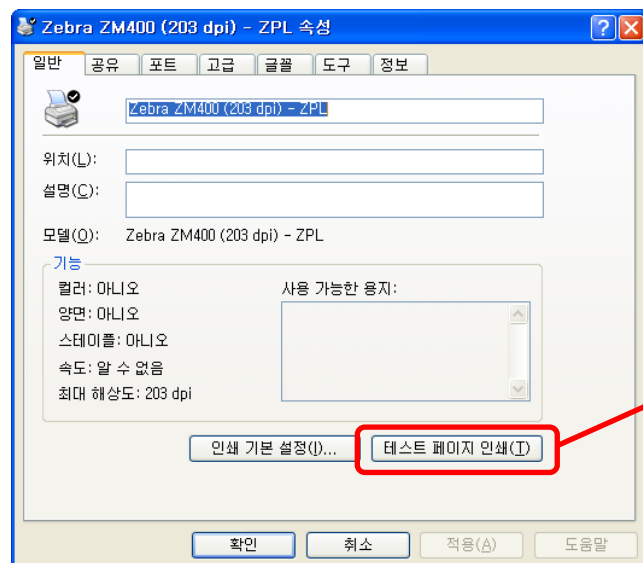 Zebra ZM400 (203 dpi) - ZPL 속성
일반 공유 포트 고급 글꼴 도구 정보
Zebra ZM400 (203 dpi) - ZPL
위치(L):
설명(C):
모델(O): Zebra ZM400 (203 dpi) - ZPL
기능
컬러: 아니오 사용 가능한 용지:
양면: 아니오
스테이플: 아니오
속도: 알 수 없음
최대 해상도: 203 dpi
인쇄 기본 설정(I)... 테스트 페이지 인쇄(T)
확인 취소 적용(A) 도움말